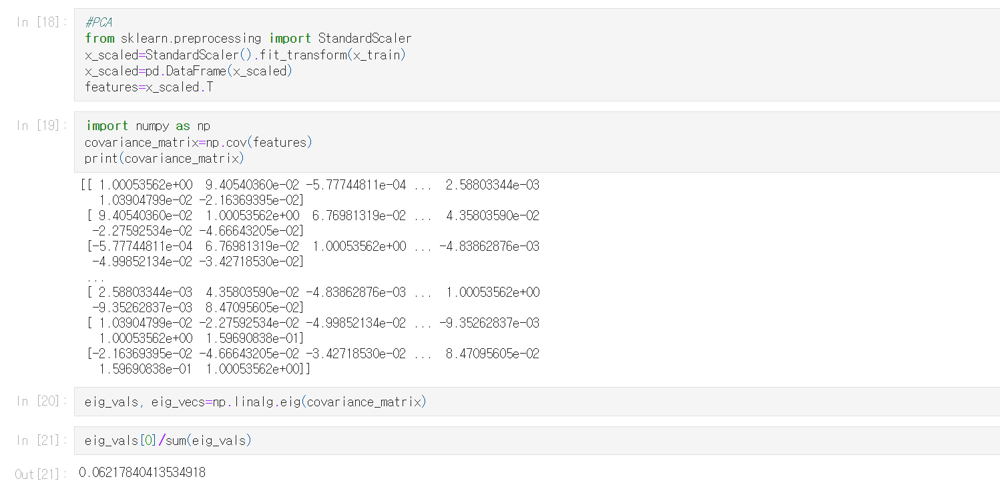 In [18]:
#PCA
from sklearn.preprocessing import StandardScaler
x_scaled=StandardScaler().fit_transform(x_train)
x_scaled=pd.DataFrame(x_scaled)
features=x_scaled.T
In [19]:
import numpy as np
covariance_matrix=np.cov(features)
print(covariance_matrix)
[[ 1.00053562e+00  9.40540360e-02 -5.77744811e-04 ...  2.58803344e-03
   1.03904799e-02 -2.16369395e-02]
 [ 9.40540360e-02  1.00053562e+00  6.76981319e-02 ...  4.35803590e-02
  -2.27592534e-02 -4.66643205e-02]
 [-5.77744811e-04  6.76981319e-02  1.00053562e+00 ... -4.83862876e-03
  -4.99852134e-02 -3.42718530e-02]
 ...
 [ 2.58803344e-03  4.35803590e-02 -4.83862876e-03 ...  1.00053562e+00
  -9.35262837e-03  8.47095605e-02]
 [ 1.03904799e-02 -2.27592534e-02 -4.99852134e-02 ... -9.35262837e-03
   1.00053562e+00  1.59690838e-01]
 [-2.16369395e-02 -4.66643205e-02 -3.42718530e-02 ...  8.47095605e-02
   1.59690838e-01  1.00053562e+00]]
In [20]:
eig_vals, eig_vecs=np.linalg.eig(covariance_matrix)
In [21]:
eig_vals[0]/sum(eig_vals)
Out[21]:
0.06217840413534918